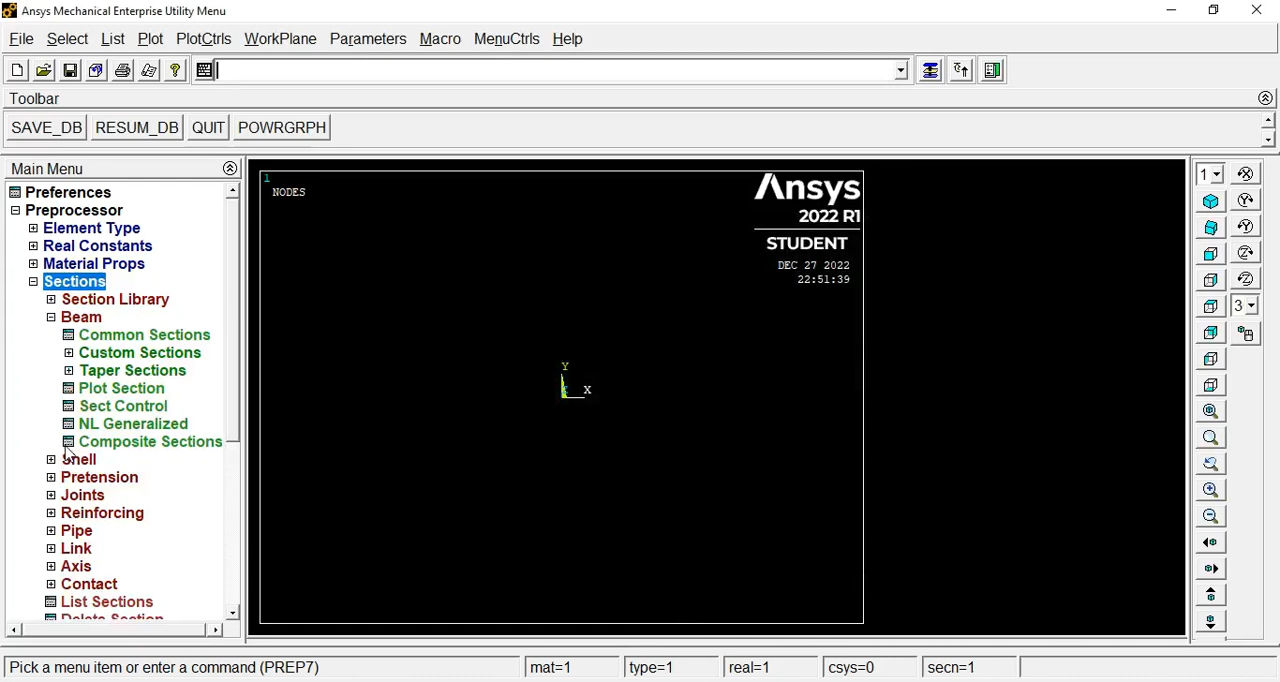 Ansys Mechanical Enterprise Utility Menu
File Select List Plot PlotCtrls WorkPlane Parameters Macro MenuCtrls Help
Toolbar
SAVE_DB RESUM_DB QUIT POWRGRPH
Main Menu
Preferences
Preprocessor
Element Type
Real Constants
Material Props
Sections
Section Library
Beam
Common Sections
Custom Sections
Taper Sections
Plot Section
Sect Control
NL Generalized
Composite Sections
Shell
Pretension
Joints
Reinforcing
Pipe
Link
Axis
Contact
List Sections
Delete Section
1
NODES
Ansys
2022 R1
STUDENT
DEC 27 2022
22:51:39
Y
X
1
3
Pick a menu item or enter a command (PREP7) mat=1 type=1 real=1 csys=0 secn=1